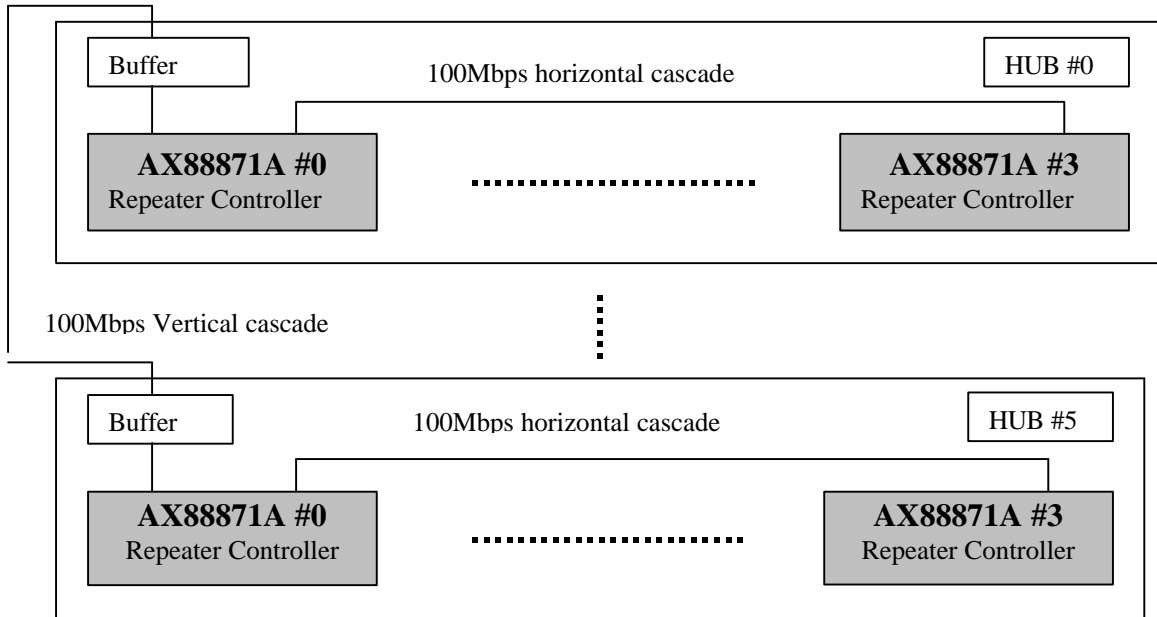 Buffer
100Mbps horizontal cascade
HUB #0
AX88871A #0
Repeater Controller
AX88871A #3
Repeater Controller
100Mbps Vertical cascade
Buffer
100Mbps horizontal cascade
HUB #5
AX88871A #0
Repeater Controller
AX88871A #3
Repeater Controller